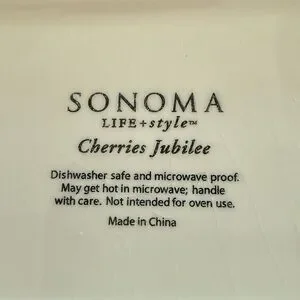 SONOMA
LIFE+style™
Cherries Jubilee
Dishwasher safe and microwave proof.
May get hot in microwave; handle
with care. Not intended for oven use.
Made in China